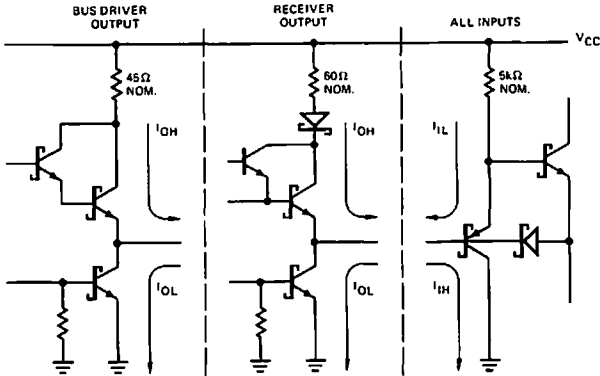 BUS DRIVER
OUTPUT
RECEIVER
OUTPUT
ALL INPUTS
VCC
45Ω
NOM.
60Ω
NOM.
5kΩ
NOM.
IOH
IOH
IIL
IOL
IOL
IIH